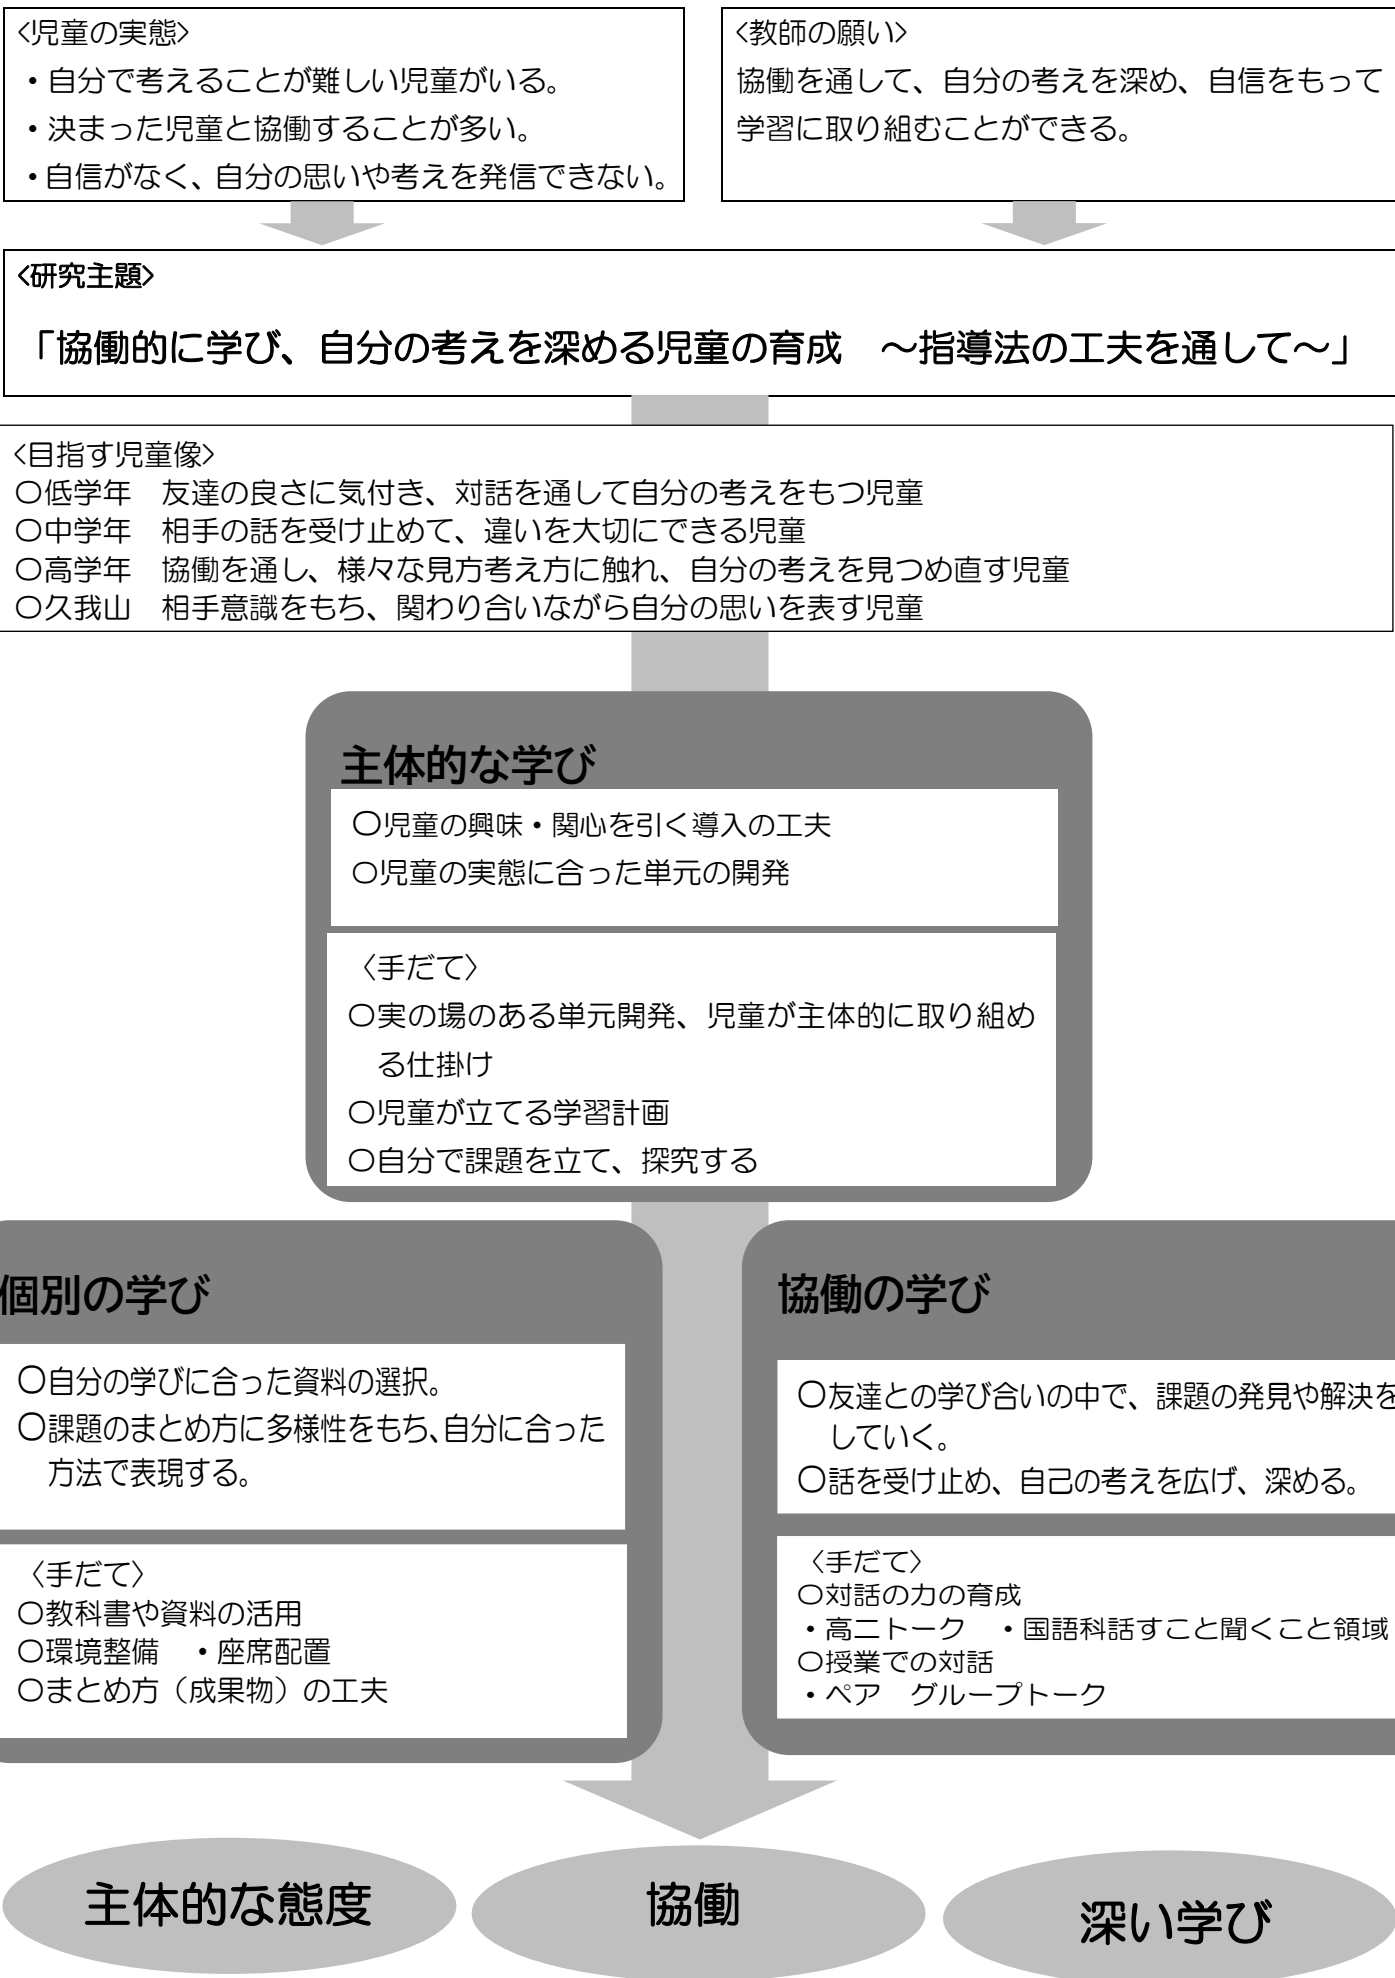 <児童の実態>
・自分で考えることが難しい児童がいる。
・決まった児童と協働することが多い。
・自信がなく、自分の思いや考えを発信できない。
<教師の願い>
協働を通して、自分の考えを深め、自信をもって
学習に取り組むことができる。
<研究主題>
「協働的に学び、自分の考えを深める児童の育成　～指導法の工夫を通して～」
<目指す児童像>
〇低学年　友達の良さに気付き、対話を通して自分の考えをもつ児童
〇中学年　相手の話を受け止めて、違いを大切にできる児童
〇高学年　協働を通し、様々な見方考え方に触れ、自分の考えを見つめ直す児童
〇久我山　相手意識をもち、関わり合いながら自分の思いを表す児童
主体的な学び
〇児童の興味・関心を引く導入の工夫
〇児童の実態に合った単元の開発
〈手だて〉
〇実の場のある単元開発、児童が主体的に取り組め
る仕掛け
〇児童が立てる学習計画
〇自分で課題を立て、探究する
個別の学び
〇自分の学びに合った資料の選択。
〇課題のまとめ方に多様性をもち、自分に合った
方法で表現する。
〈手だて〉
〇教科書や資料の活用
〇環境整備　・座席配置
〇まとめ方（成果物）の工夫
協働の学び
〇友達との学び合いの中で、課題の発見や解決を
していく。
〇話を受け止め、自己の考えを広げ、深める。
〈手だて〉
〇対話の力の育成
・高二トーク　・国語科話すこと聞くこと領域
〇授業での対話
・ペア　グループトーク
主体的な態度
協働
深い学び